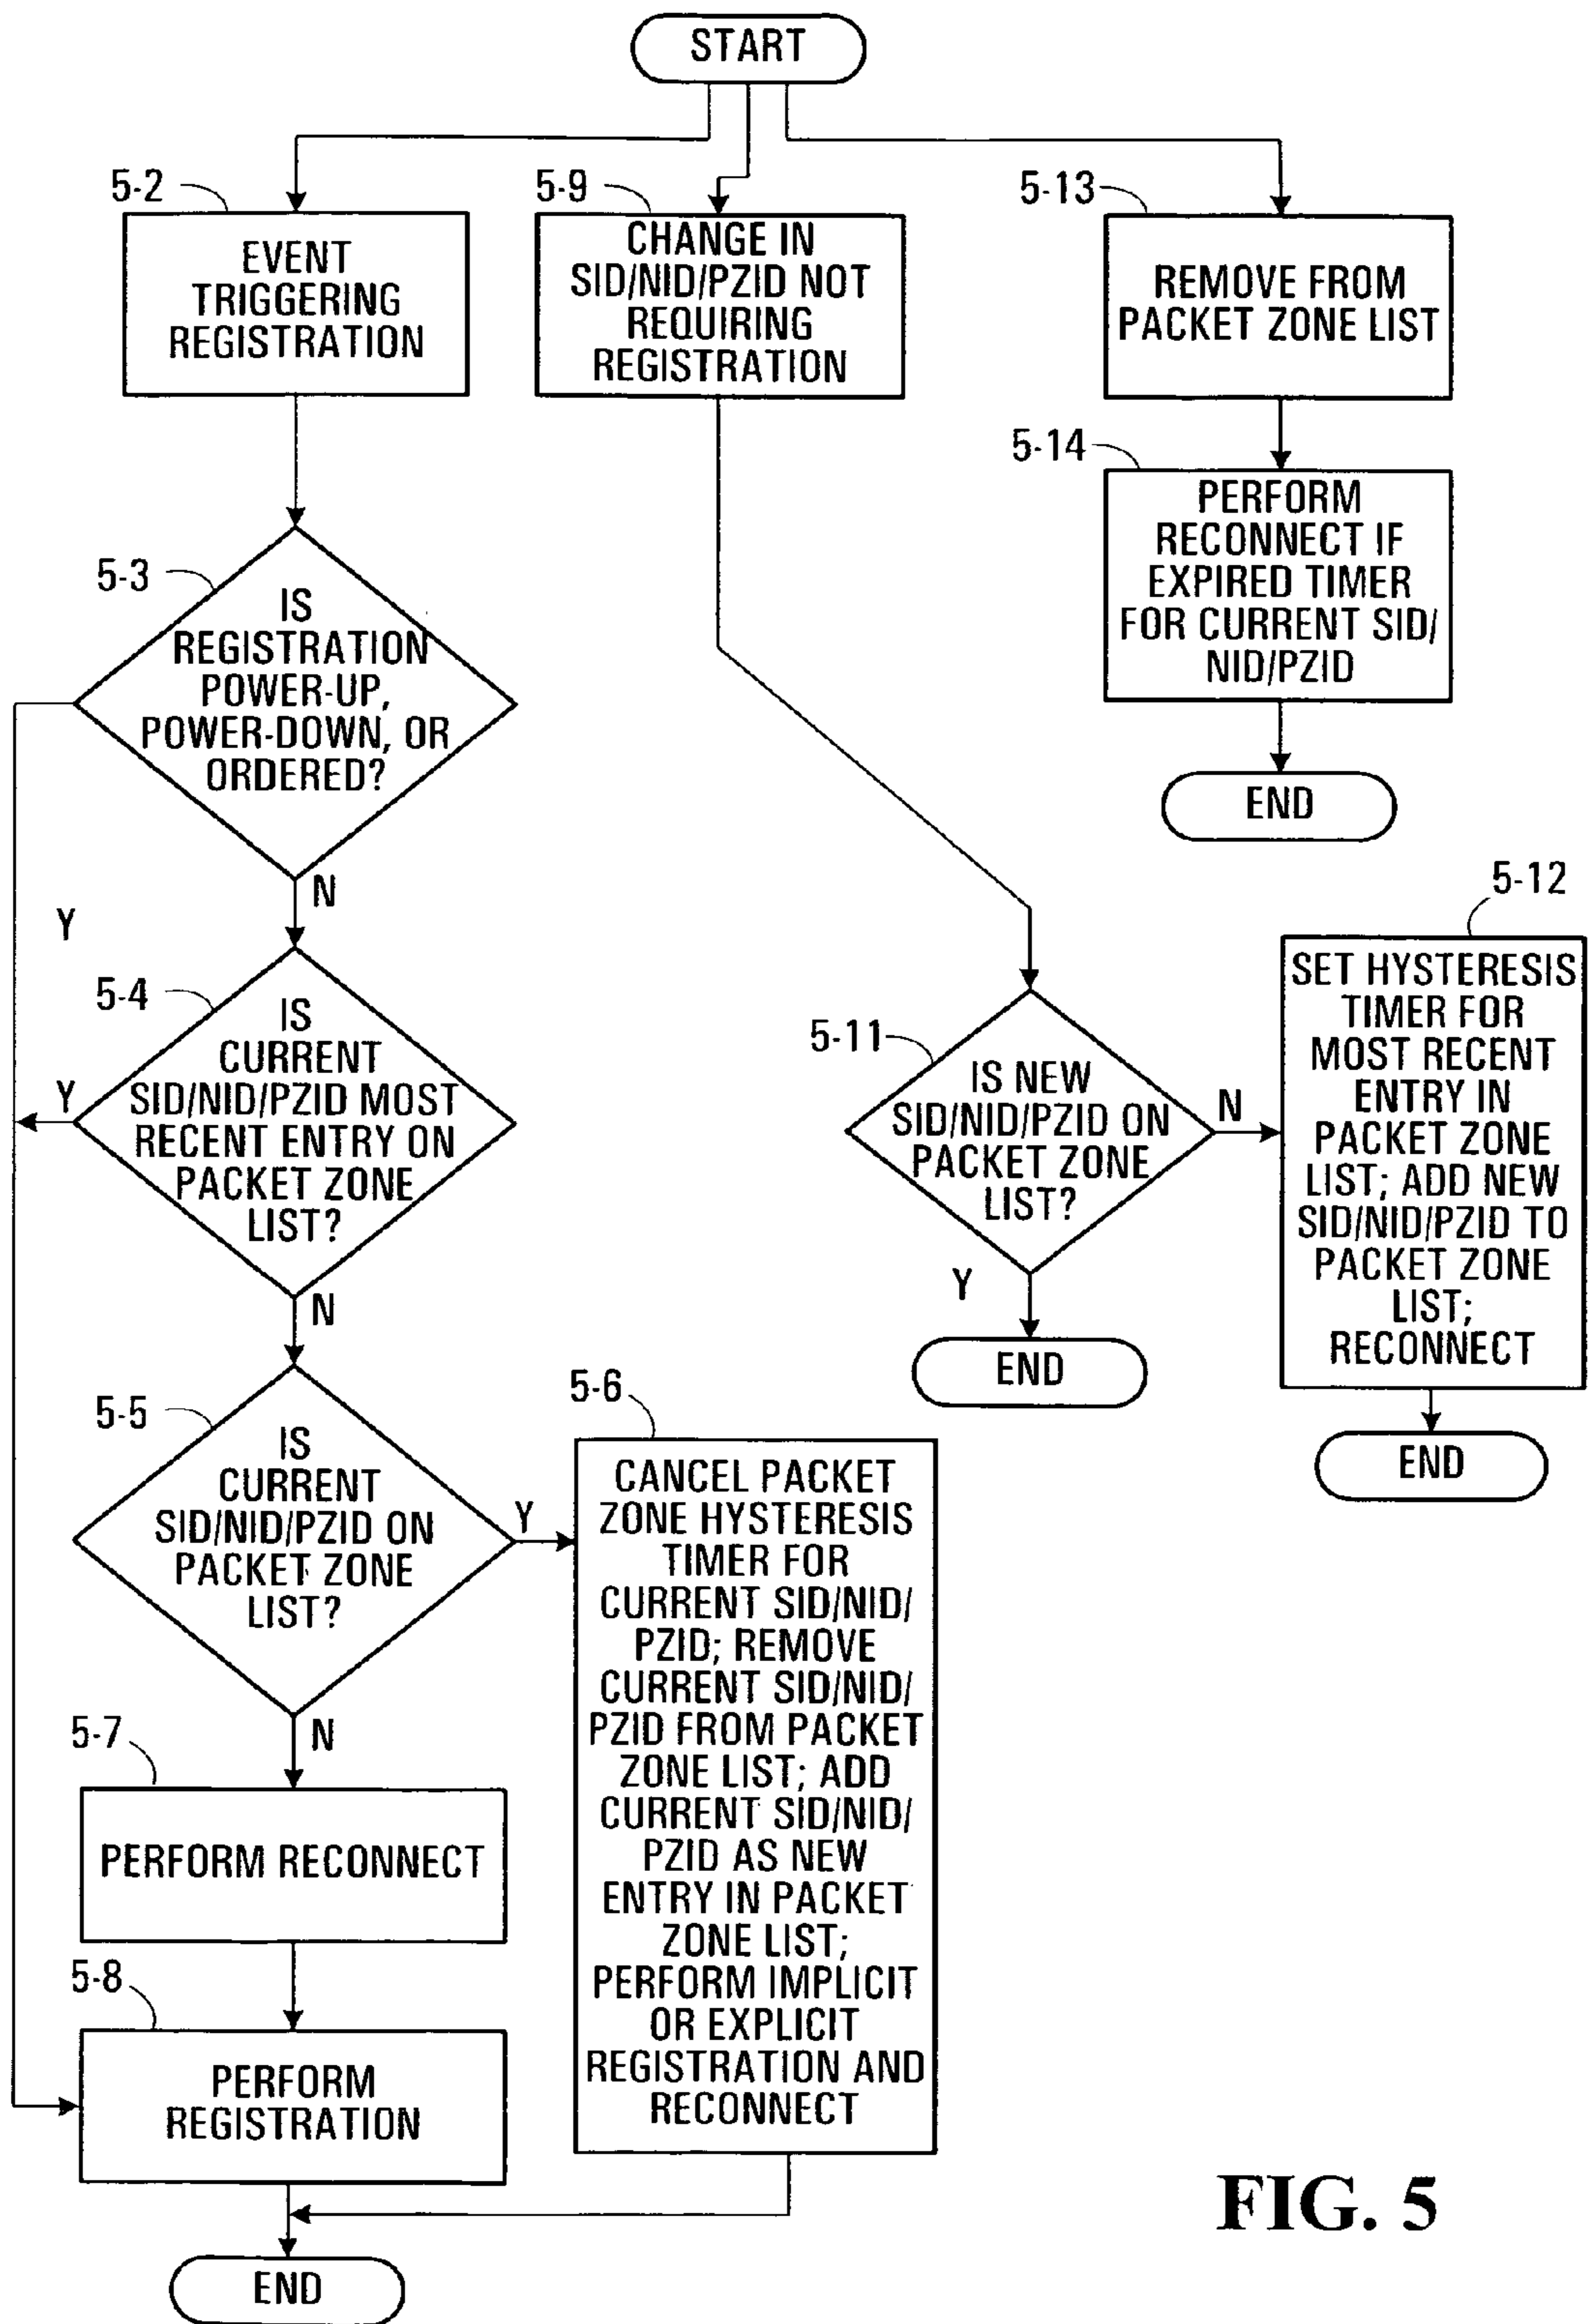 START
5-2
EVENT
TRIGGERING
REGISTRATION
5-9
CHANGE IN
SID/NID/PZID NOT
REQUIRING
REGISTRATION
5-13
REMOVE FROM
PACKET ZONE LIST
5-14
PERFORM
RECONNECT IF
EXPIRED TIMER
FOR CURRENT SID/
NID/PZID
END
5-3
IS
REGISTRATION
POWER-UP,
POWER-DOWN, OR
ORDERED?
N
Y
5-4
IS
CURRENT
SID/NID/PZID MOST
RECENT ENTRY ON
PACKET ZONE
LIST?
Y
N
5-11
IS NEW
SID/NID/PZID ON
PACKET ZONE
LIST?
N
Y
END
5-12
SET HYSTERESIS
TIMER FOR
MOST RECENT
ENTRY IN
PACKET ZONE
LIST; ADD NEW
SID/NID/PZID TO
PACKET ZONE
LIST;
RECONNECT
END
5-5
IS
CURRENT
SID/NID/PZID ON
PACKET ZONE
LIST?
Y
N
5-6
CANCEL PACKET
ZONE HYSTERESIS
TIMER FOR
CURRENT SID/NID/
PZID; REMOVE
CURRENT SID/NID/
PZID FROM PACKET
ZONE LIST; ADD
CURRENT SID/NID/
PZID AS NEW
ENTRY IN PACKET
ZONE LIST;
PERFORM IMPLICIT
OR EXPLICIT
REGISTRATION AND
RECONNECT
5-7
PERFORM RECONNECT
5-8
PERFORM
REGISTRATION
END
FIG. 5